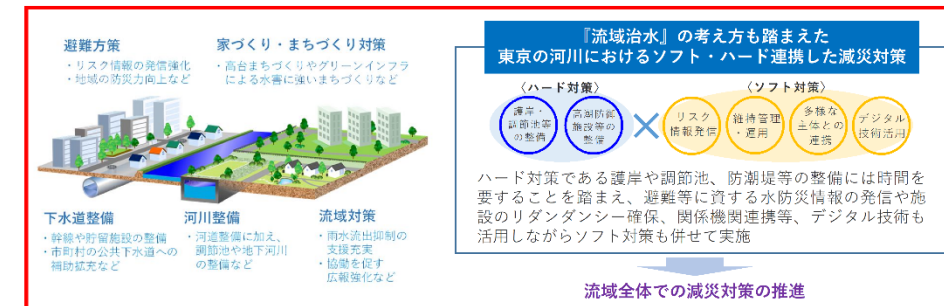 避難方策
・リスク情報の発信強化
・地域の防災力向上など
家づくり・まちづくり対策
・高台まちづくりやグリーンインフラ
による水害に強いまちづくりなど
下水道整備
・幹線や貯留施設の整備
・市町村の公共下水道への
補助拡充など
河川整備
・河道整備に加え、
調節池や地下河川
の整備など
流域対策
・雨水流出抑制の
支援充実
・協働を促す
広報強化など
『流域治水』の考え方も踏まえた
東京の河川におけるソフト・ハード連携した減災対策
〈ハード対策〉
護岸・
調節池等
の整備
高潮防御
施設等の
整備
×
〈ソフト対策〉
リスク
情報発信
維持管理
・運用
多様な
主体との
連携
デジタル
技術活用
ハード対策である護岸や調節池、防潮堤等の整備には時間を
要することを踏まえ、避難等に資する水防災情報の発信や施
設のリダンダンシー確保、関係機関連携等、デジタル技術も
活用しながらソフト対策も併せて実施
流域全体での減災対策の推進